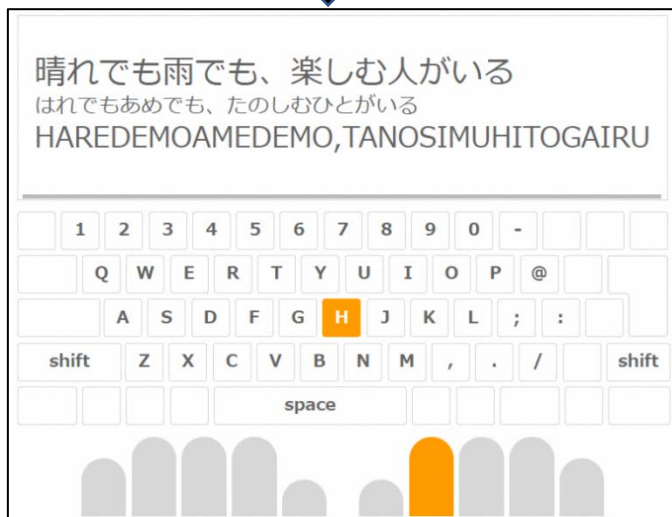 晴れでも雨でも、楽しむ人がいる
はれでもあめでも、たのしむひとがいる
HAREDEMOAMEDEMO,TANOSIMUHITOGAIRU
1 2 3 4 5 6 7 8 9 0 -
Q W E R T Y U I O P @
A S D F G H J K L ; :
shift Z X C V B N M , . / shift
space